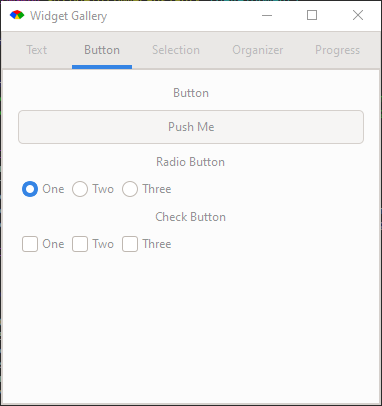 Widget Gallery
Text Button Selection Organizer Progress
Button
Push Me
Radio Button
One Two Three
Check Button
One Two Three